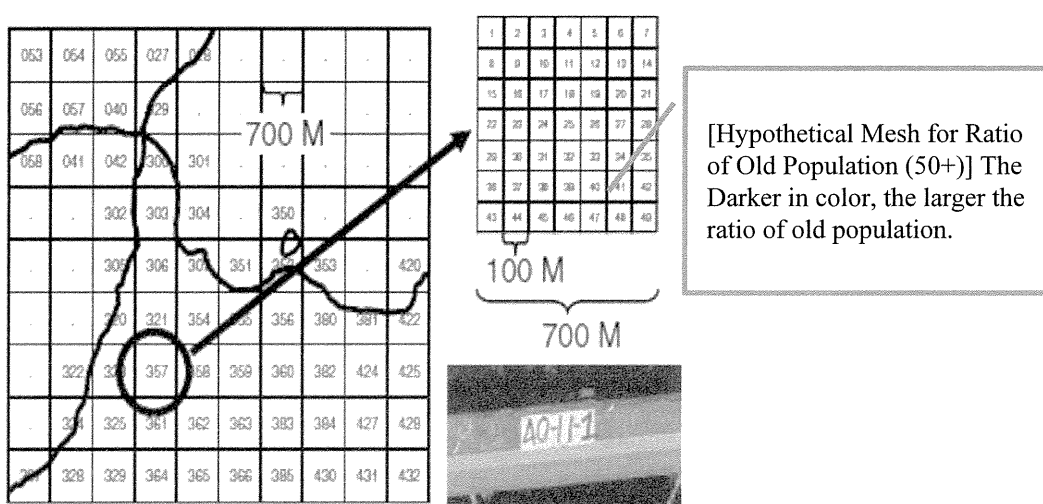 053 054 055 027 . . . .
056 057 040 . . .
700 M
058 041 042 300 301
. . 302 303 304 . 350
306 351 353 . 420
. . 321 354 356 380 381 422
. 322 357 359 360 382 424 425
. 325 361 362 363 383 384 427 428
328 329 364 365 366 385 430 431 432
1 2 3 4 5 6 7
8 9 10 11 12 13 14
15 16 17 18 19 20 21
22 23 24 25 26 27 28
29 30 31 32 33 34 35
36 37 38 39 40 41 42
43 44 45 46 47 48 49
100 M
700 M
[Hypothetical Mesh for Ratio
of Old Population (50+)] The
Darker in color, the larger the
ratio of old population.
A0-11-1